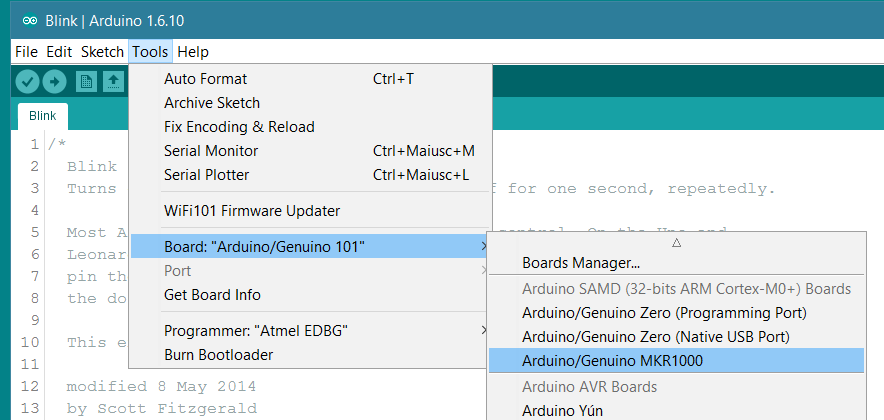 Blink | Arduino 1.6.10
File Edit Sketch Tools Help
Auto Format Ctrl+T
Archive Sketch
Fix Encoding & Reload
Serial Monitor Ctrl+Maiusc+M
Serial Plotter Ctrl+Maiusc+L
WiFi101 Firmware Updater
Board: "Arduino/Genuino 101"
Port
Get Board Info
Programmer: "Atmel EDBG"
Burn Bootloader
Boards Manager...
Arduino SAMD (32-bits ARM Cortex-M0+) Boards
Arduino/Genuino Zero (Programming Port)
Arduino/Genuino Zero (Native USB Port)
Arduino/Genuino MKR1000
Arduino AVR Boards
Arduino Yún
Blink
1 /*
2 Blink
3 Turns f for one second, repeatedly.
4
5 Most A control. On the Uno and
6 Leonar
7 pin th
8 the do
9
10 This e
11
12 modified 8 May 2014
13 by Scott Fitzgerald